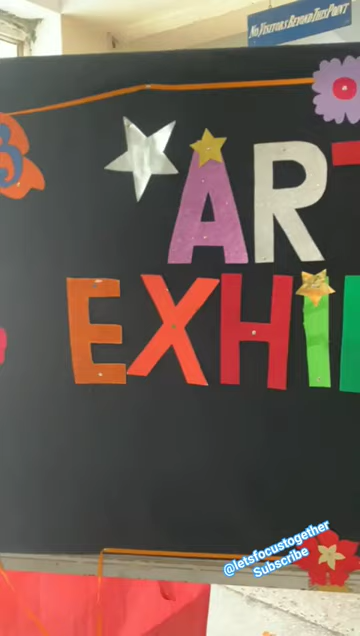 NO VISITORS BEYOND THIS POINT
ART
EXHI
@letsfocustogether
Subscribe